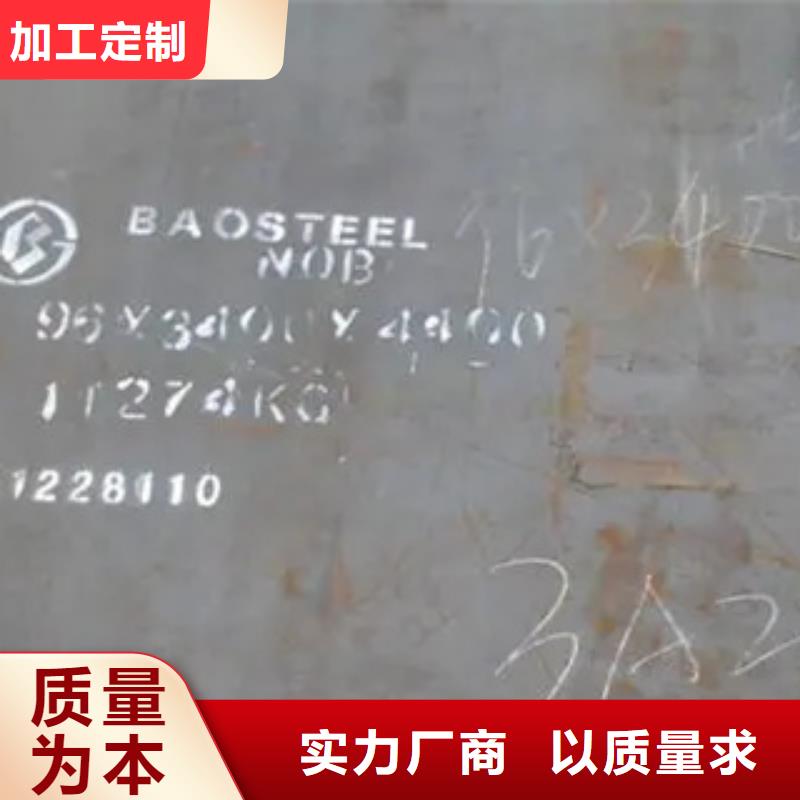 加工定制
BAOSTEEL
NOB
96X3400X4400
11274KG
1228110
3A2
质量
为本
实力厂商 以质量求